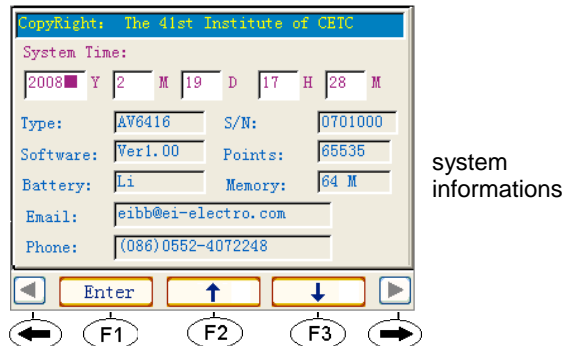 CopyRight: The 41st Institute of CETC
System Time:
2008 Y 2 M 19 D 17 H 28 M
Type: AV6416 S/N: 0701000
Software: Ver1.00 Points: 65535
Battery: Li Memory: 64 M
Email: eibb@ei-electro.com
Phone: (086)0552-4072248
system
informations
Enter ↑ ↓
F1 F2 F3